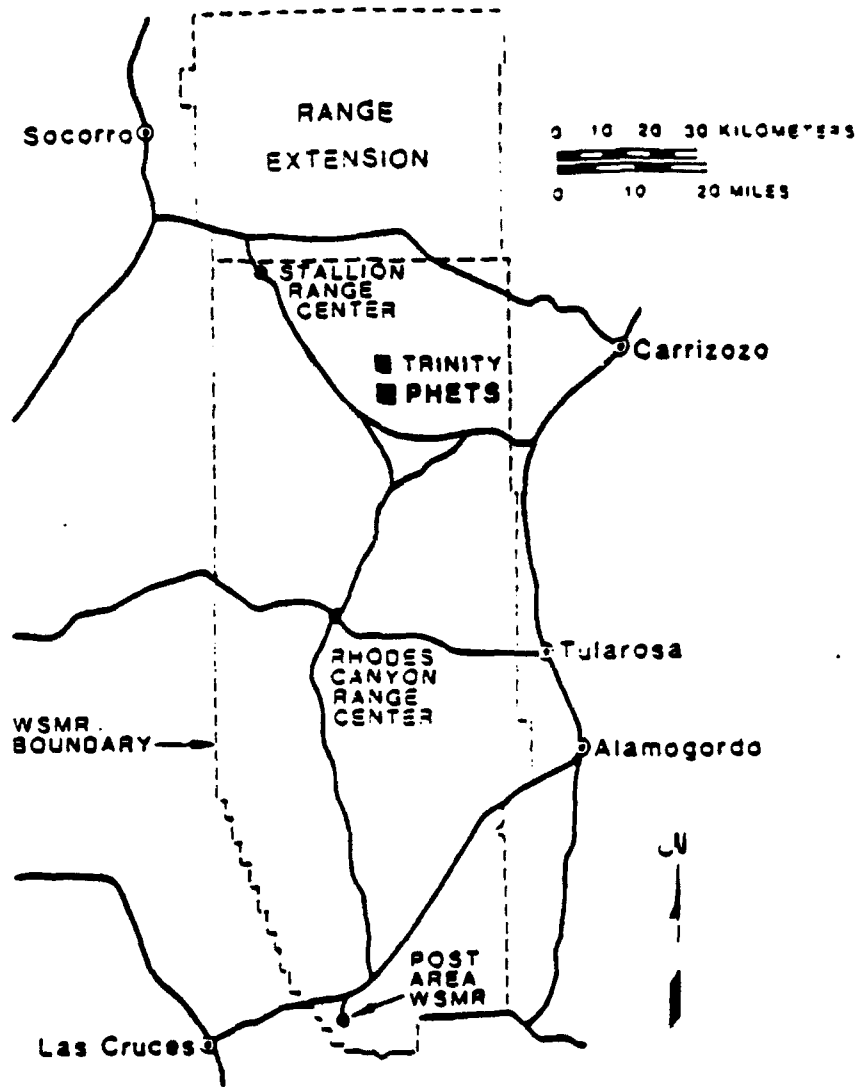 RANGE
EXTENSION
Socorro
0 10 20 30 KILOMETERS
0 10 20 MILES
STALLION
RANGE
CENTER
TRINITY
PHETS
Carrizozo
RHODES
CANYON
RANGE
CENTER
Tularosa
WSMR
BOUNDARY
Alamogordo
N
POST
AREA
WSMR
Las Cruces